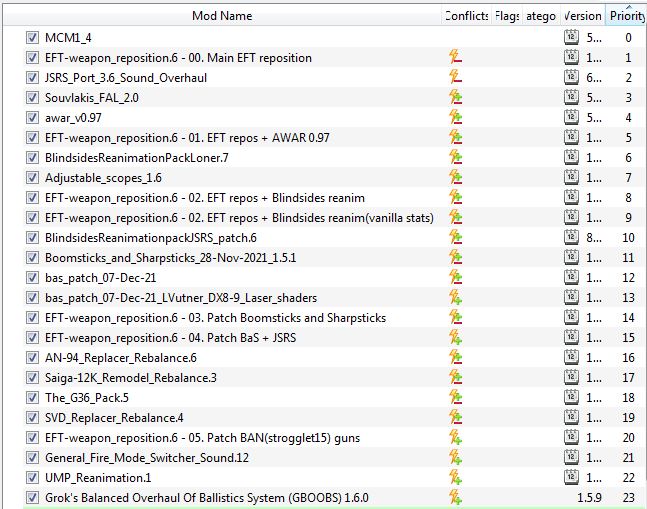 Mod Name Conflicts Flags atego Version Priority
MCM1_4 5... 0
EFT-weapon_reposition.6 - 00. Main EFT reposition 1... 1
JSRS_Port_3.6_Sound_Overhaul 6... 2
Souvlakis_FAL_2.0 5... 3
awar_v0.97 5... 4
EFT-weapon_reposition.6 - 01. EFT repos + AWAR 0.97 1... 5
BlindsidesReanimationPackLoner.7 1... 6
Adjustable_scopes_1.6 1... 7
EFT-weapon_reposition.6 - 02. EFT repos + Blindsides reanim 1... 8
EFT-weapon_reposition.6 - 02. EFT repos + Blindsides reanim(vanilla stats) 1... 9
BlindsidesReanimationpackJSRS_patch.6 8... 10
Boomsticks_and_Sharpsticks_28-Nov-2021_1.5.1 1... 11
bas_patch_07-Dec-21 1... 12
bas_patch_07-Dec-21_LVutner_DX8-9_Laser_shaders 1... 13
EFT-weapon_reposition.6 - 03. Patch Boomsticks and Sharpsticks 1... 14
EFT-weapon_reposition.6 - 04. Patch BaS + JSRS 1... 15
AN-94_Replacer_Rebalance.6 1... 16
Saiga-12K_Remodel_Rebalance.3 1... 17
The_G36_Pack.5 1... 18
SVD_Replacer_Rebalance.4 1... 19
EFT-weapon_reposition.6 - 05. Patch BAN(strogglet15) guns 1... 20
General_Fire_Mode_Switcher_Sound.12 1... 21
UMP_Reanimation.1 1... 22
Grok's Balanced Overhaul Of Ballistics System (GBOOBS) 1.6.0 1.5.9 23